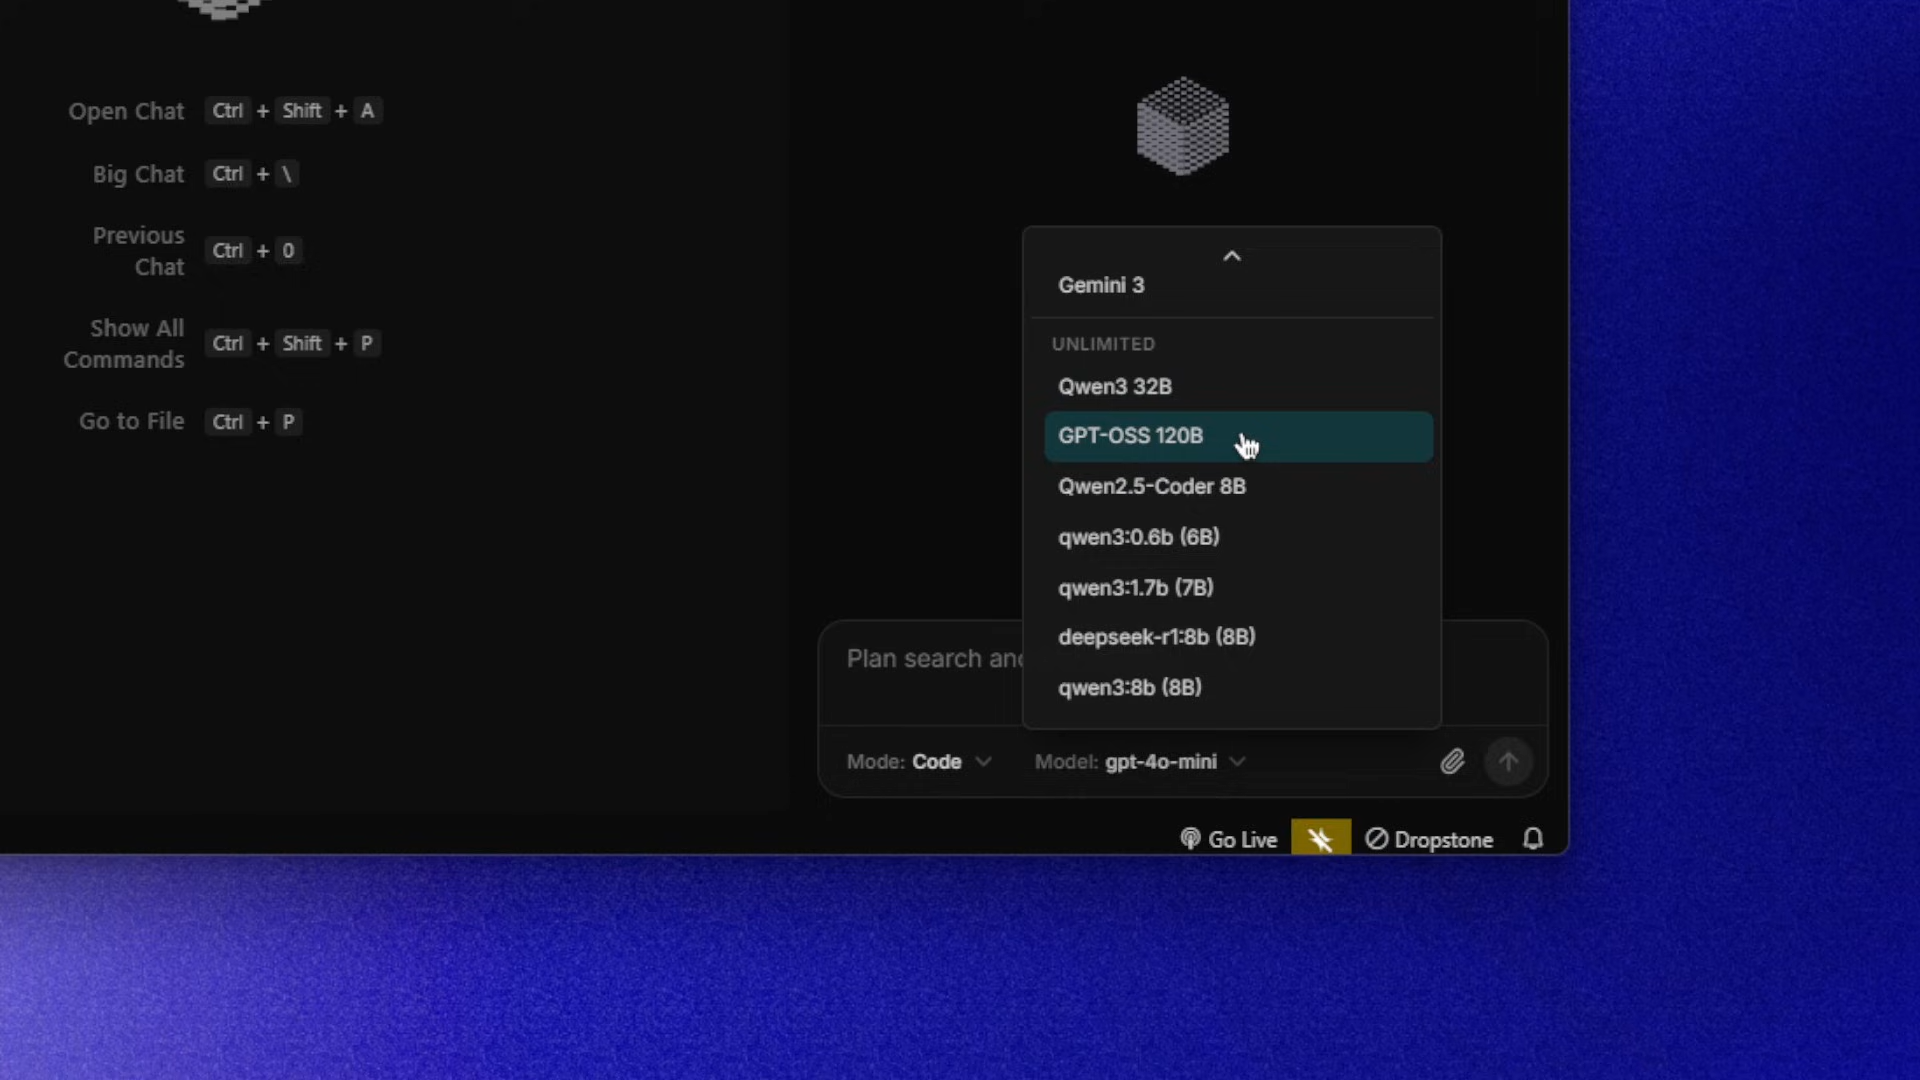 Open Chat Ctrl + Shift + A
Big Chat Ctrl + \
Previous
Chat
Ctrl + 0
Show All
Commands
Ctrl + Shift + P
Go to File Ctrl + P
Gemini 3
UNLIMITED
Qwen3 32B
GPT-OSS 120B
Qwen2.5-Coder 8B
qwen3:0.6b (6B)
qwen3:1.7b (7B)
deepseek-r1:8b (8B)
qwen3:8b (8B)
Plan search and
Mode: Code Model: gpt-4o-mini
Go Live Dropstone